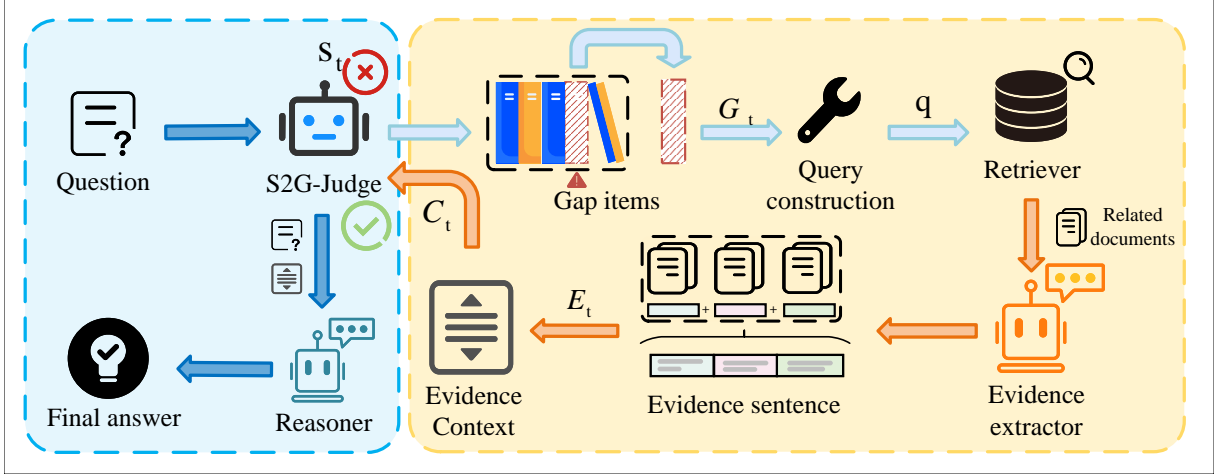 Question
S_t
S2G-Judge
Gap items
G_t
Query
construction
q
Retriever
Related
documents
Evidence
extractor
+ +
Evidence sentence
E_t
Evidence
Context
C_t
Reasoner
Final answer